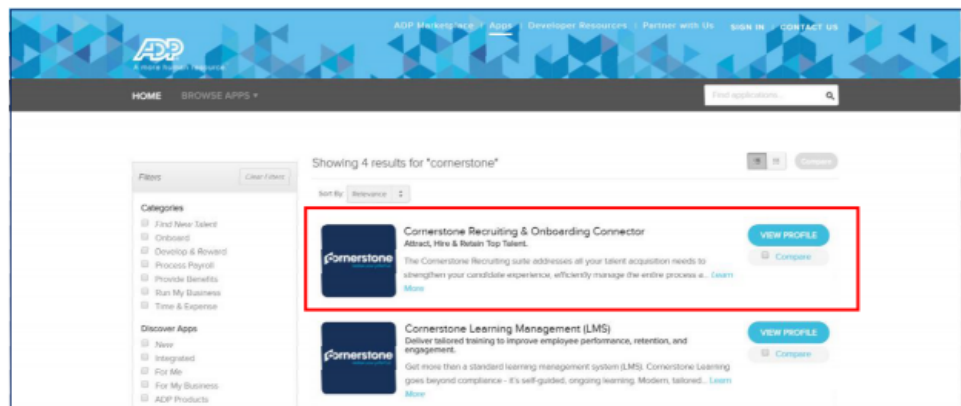 ADP Marketplace Apps Developer Resources Partner with Us SIGN IN CONTACT US
ADP
A more human resource
HOME BROWSE APPS
Find applications...
Showing 4 results for "cornerstone"
Compare
Filters Clear Filters
Sort By Relevance
Categories
Find New Talent
Onboard
Develop & Reward
Process Payroll
Provide Benefits
Run My Business
Time & Expense
Discover Apps
New
Integrated
For Me
For My Business
ADP Products
cornerstone
Cornerstone Recruiting & Onboarding Connector
Attract, Hire & Retain Top Talent.
The Cornerstone Recruiting suite addresses all your talent acquisition needs to
strengthen your candidate experience, efficiently manage the entire process a... Learn
More
VIEW PROFILE
Compare
cornerstone
Cornerstone Learning Management (LMS)
Deliver tailored training to improve employee performance, retention, and
engagement.
Get more then a standard learning management system (LMS). Cornerstone Learning
goes beyond compliance - it's self-guided, ongoing learning. Modern, tailored... Learn
More
VIEW PROFILE
Compare